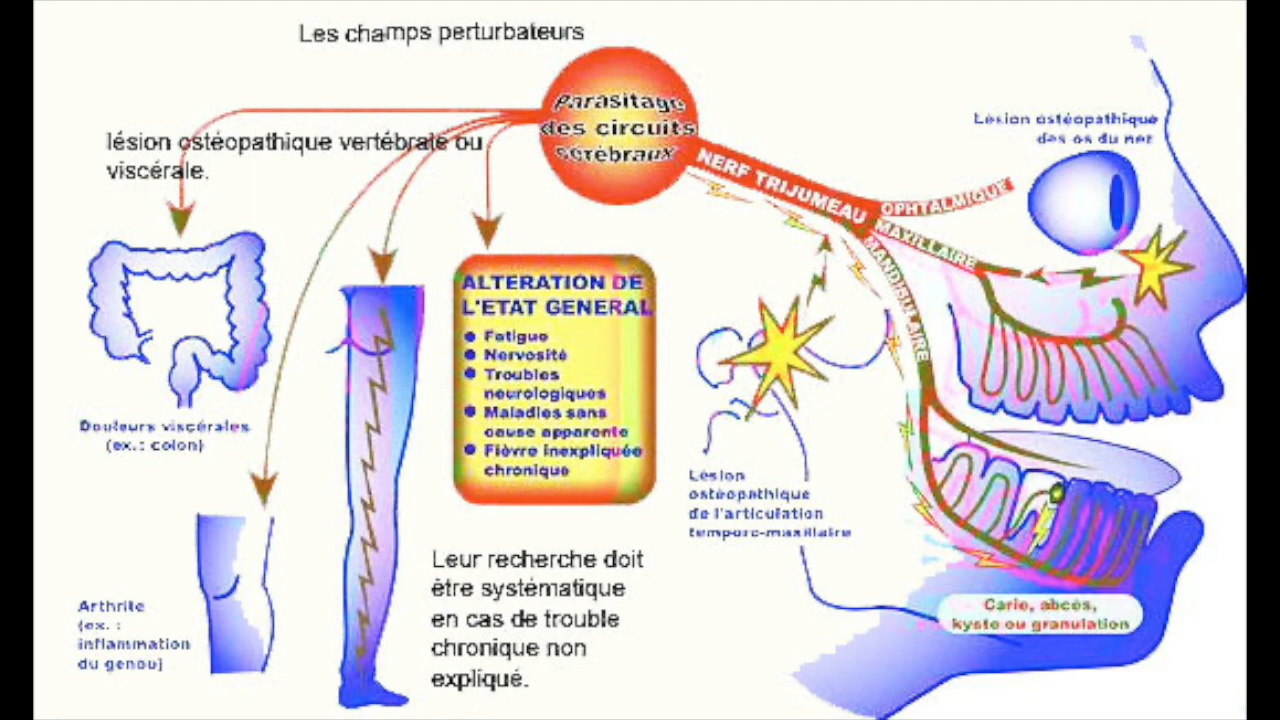 Les champs perturbateurs
parasitage
des circuits
cérébraux
lésion ostéopathique vertébrale ou
viscérale.
NERF TRIJUMEAU
OPHTALMIQUE
MAXILLAIRE
MANDIBULAIRE
Lésion ostéopathique
des os du nez
ALTERATION DE
L'ETAT GENERAL
● Fatigue
● Nervosité
● Troubles
neurologiques
● Maladies sans
cause apparente
● Fièvre inexpliquée
chronique
Douleurs viscérales
(ex. : colon)
Lésion
ostéopathique
de l'articulation
temporo-maxillaire
Leur recherche doit
être systématique
en cas de trouble
chronique non
expliqué.
Arthrite
(ex. :
inflammation
du genou)
Carie, abcès,
kyste ou granulation